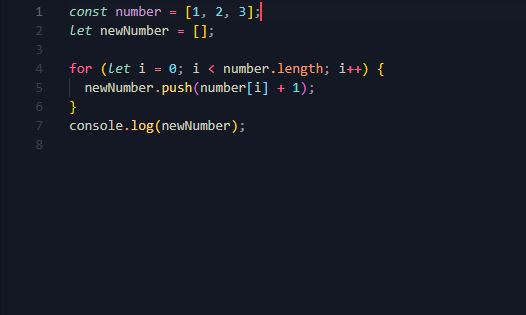 1 const number = [1, 2, 3];
2 let newNumber = [];
3
4 for (let i = 0; i < number.length; i++) {
5   newNumber.push(number[i] + 1);
6 }
7 console.log(newNumber);
8